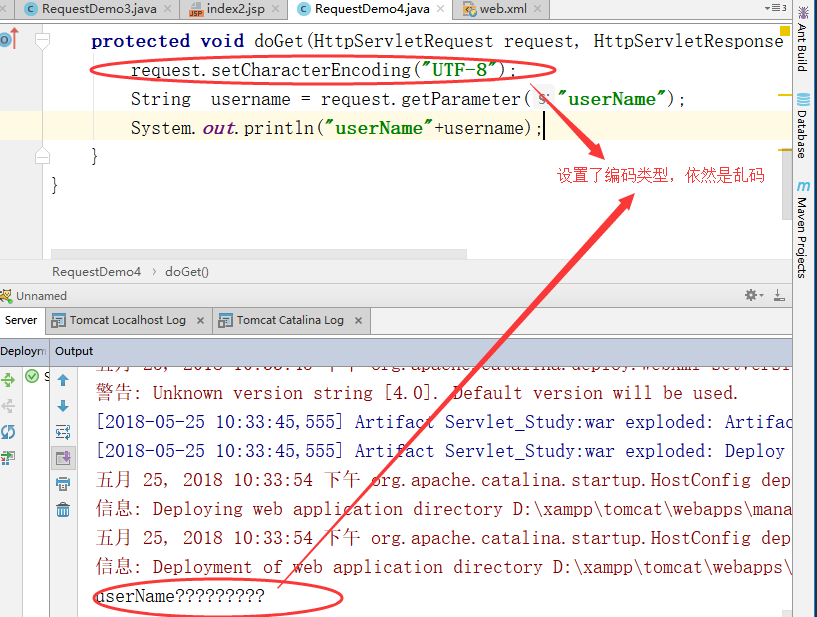 RequestDemo3.java
index2.jsp
RequestDemo4.java
web.xml
3
protected void doGet(HttpServletRequest request, HttpServletResponse
request.setCharacterEncoding("UTF-8");
String username = request.getParameter( s: "userName");
System.out.println("userName"+username);
}
}
设置了编码类型，依然是乱码
Ant Build
Database
Maven Projects
RequestDemo4 › doGet()
Unnamed
Server
Tomcat Localhost Log
Tomcat Catalina Log
Output
警告: Unknown version string [4.0]. Default version will be used.
[2018-05-25 10:33:45,555] Artifact Servlet_Study:war exploded: Artifac
[2018-05-25 10:33:45,555] Artifact Servlet_Study:war exploded: Deploy
五月 25, 2018 10:33:54 下午 org.apache.catalina.startup.HostConfig dep
信息: Deploying web application directory D:\xampp\tomcat\webapps\mana
五月 25, 2018 10:33:54 下午 org.apache.catalina.startup.HostConfig dep
信息: Deployment of web application directory D:\xampp\tomcat\webapps\
userName?????????